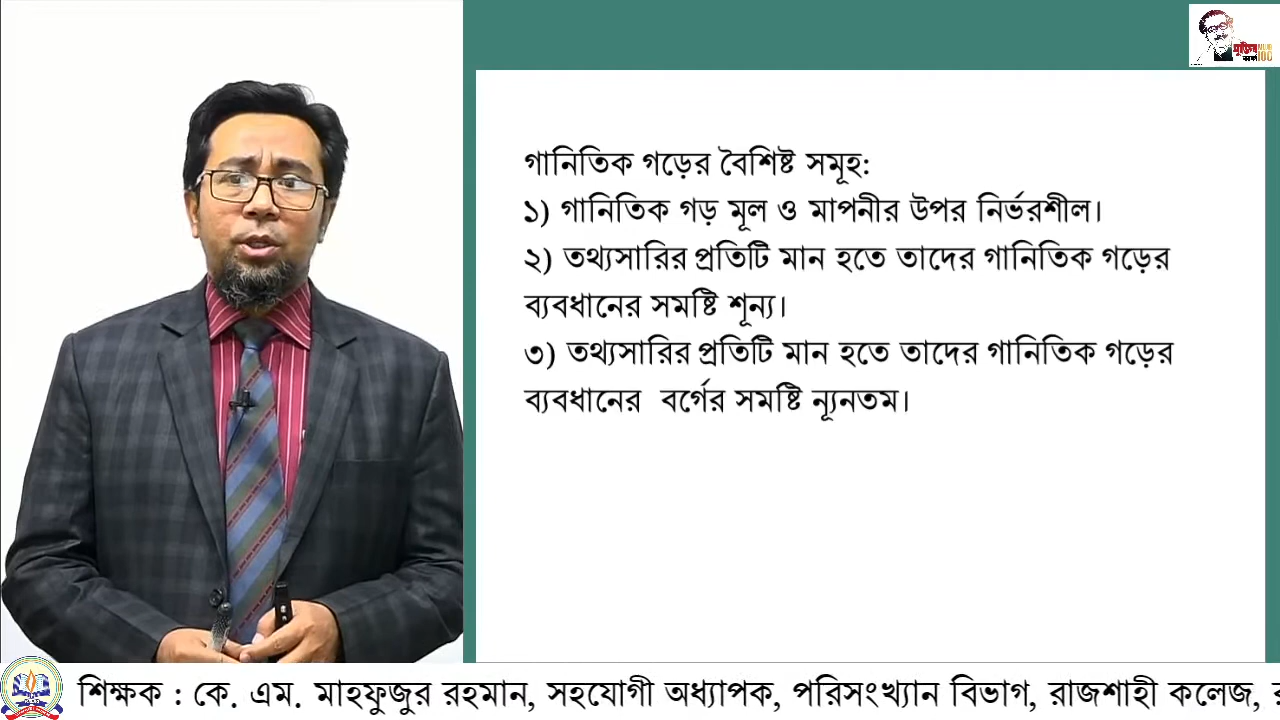 গানিতিক গড়ের বৈশিষ্ট সমূহ:
১) গানিতিক গড় মূল ও মাপনীর উপর নির্ভরশীল।
২) তথ্যসারির প্রতিটি মান হতে তাদের গানিতিক গড়ের
ব্যবধানের সমষ্টি শূন্য।
৩) তথ্যসারির প্রতিটি মান হতে তাদের গানিতিক গড়ের
ব্যবধানের বর্গের সমষ্টি ন্যূনতম।
শিক্ষক : কে. এম. মাহফুজুর রহমান, সহযোগী অধ্যাপক, পরিসংখ্যান বিভাগ, রাজশাহী কলেজ,